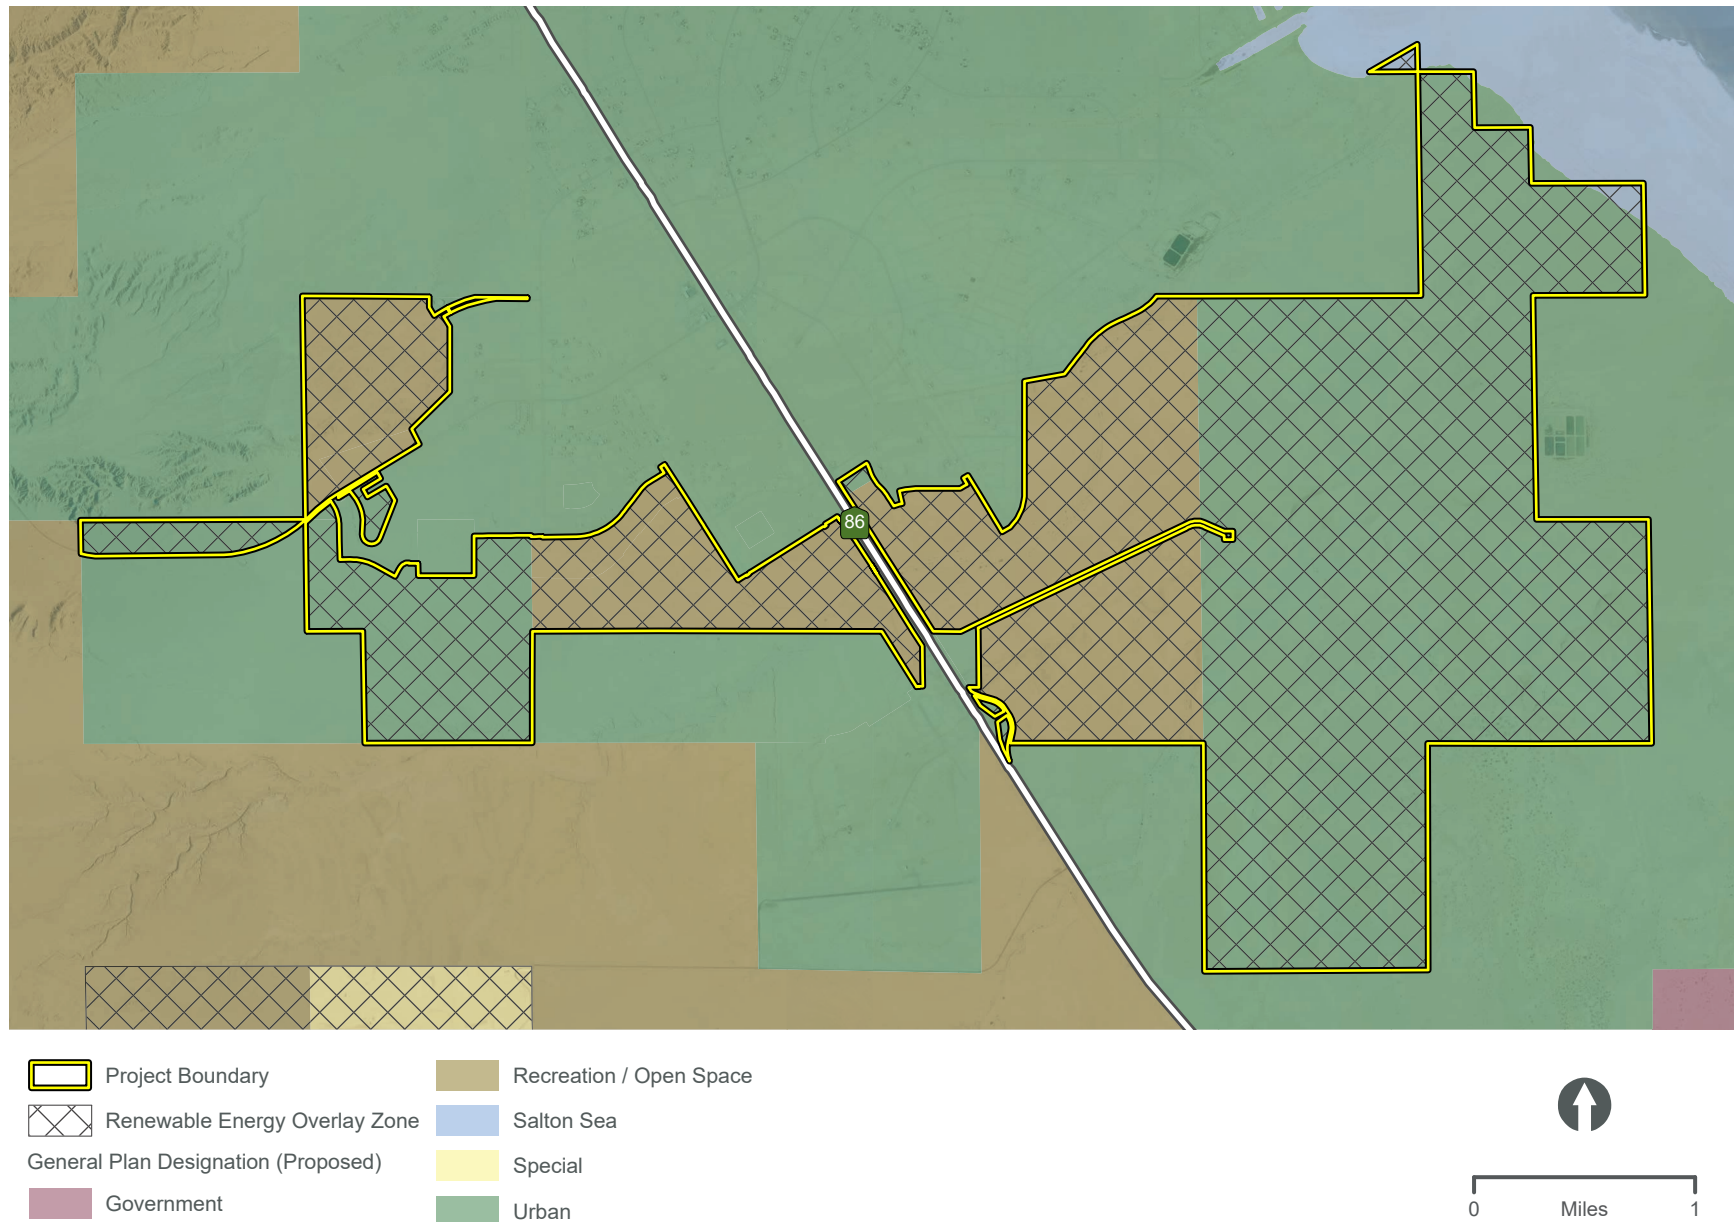 86
Project Boundary
Renewable Energy Overlay Zone
General Plan Designation (Proposed)
Government
Recreation / Open Space
Salton Sea
Special
Urban
0 Miles 1